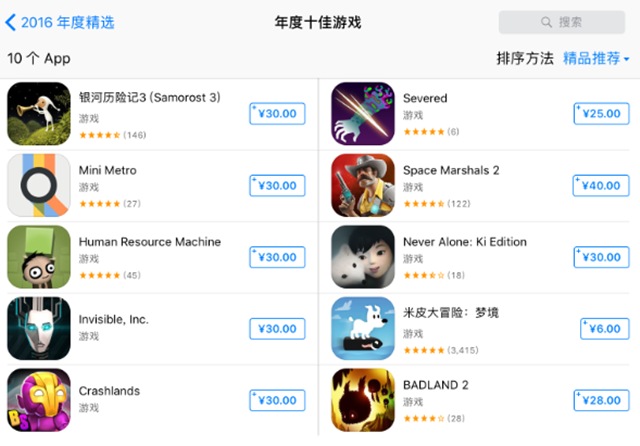 2016 年度精选
年度十佳游戏
搜索
10 个 App
排序方法 精品推荐
银河历险记3 (Samorost 3)
游戏
(146)
¥30.00
Severed
游戏
(6)
¥25.00
Mini Metro
游戏
(27)
¥30.00
Space Marshals 2
游戏
(122)
¥40.00
Human Resource Machine
游戏
(45)
¥30.00
Never Alone: Ki Edition
游戏
(18)
¥30.00
Invisible, Inc.
游戏
¥30.00
米皮大冒险：梦境
游戏
(3,415)
¥6.00
Crashlands
游戏
¥30.00
BS
BADLAND 2
游戏
(28)
¥28.00